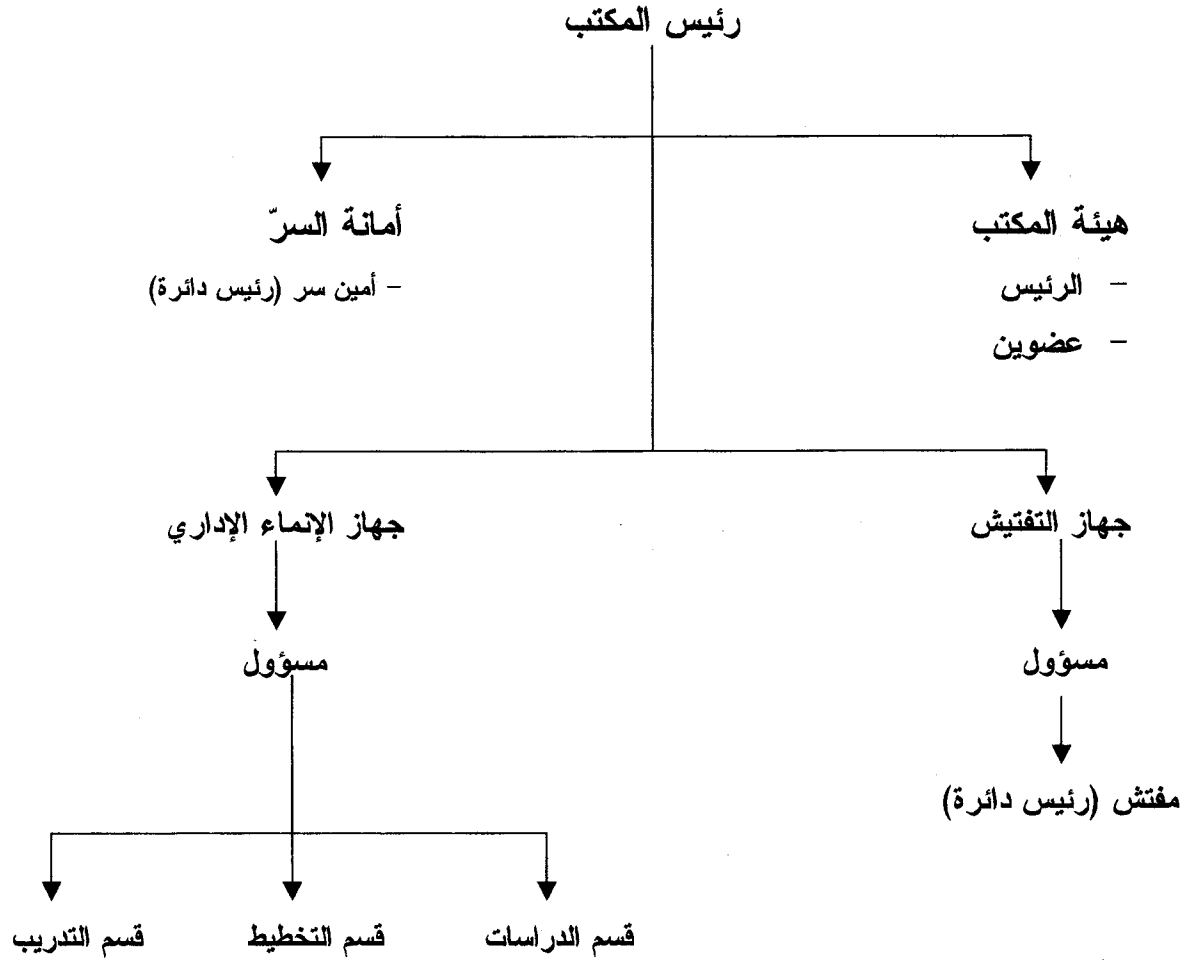 رئيس المكتب
هيئة المكتب
أمانة السرّ
– الرئيس
– أمين سر (رئيس دائرة)
– عضوين
جهاز التفتيش
جهاز الإنماء الإداري
مسؤول
مسؤول
مفتش (رئيس دائرة)
قسم الدراسات
قسم التخطيط
قسم التدريب